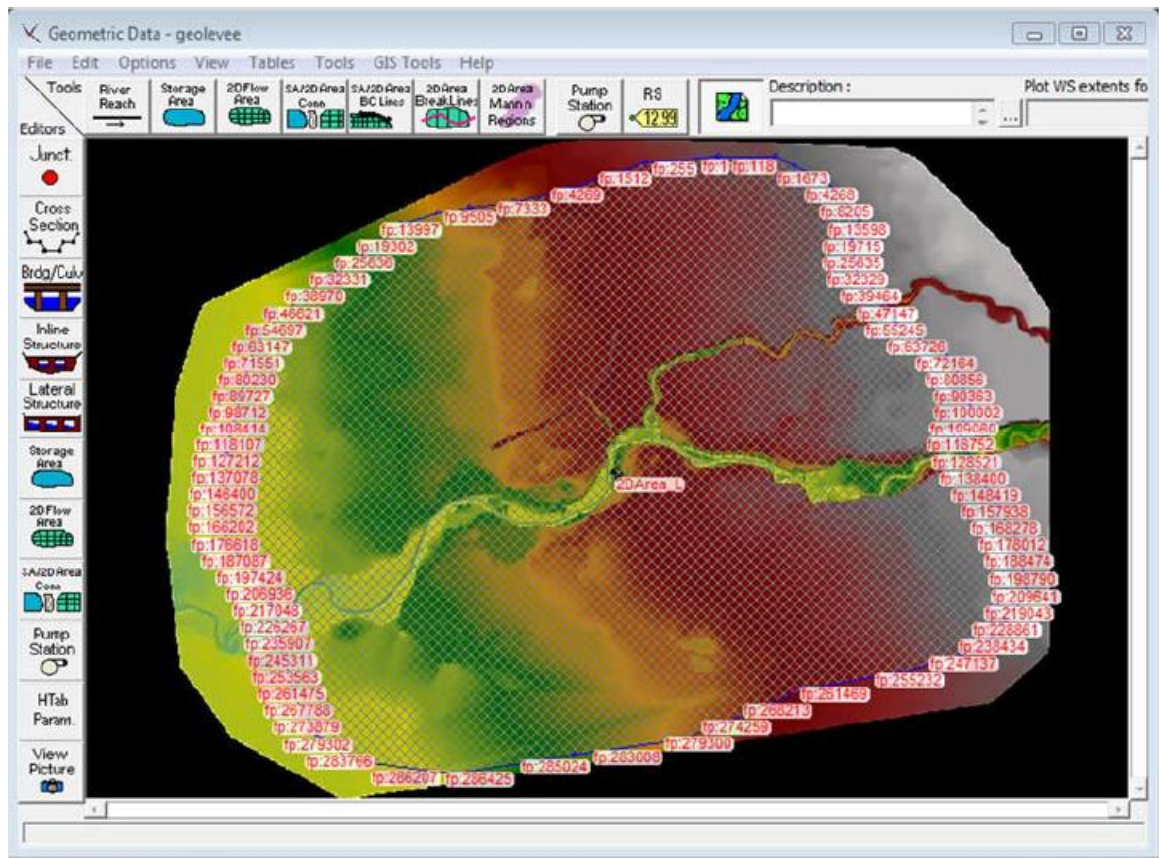 Geometric Data - geolevee
File Edit Options View Tables Tools GIS Tools Help
Tools
Editors
River
Reach
Storage
Area
2D Flow
Area
SA/2D Area
Conn
SA/2D Area
BC Lines
2D Area
BreakLines
2D Area
Mann n
Regions
Pump
Station
RS
12.99
Description :
...
Plot WS extents fo
Junct.
Cross
Section
Brdg/Culv
Inline
Structure
Lateral
Structure
Storage
Area
2D Flow
Area
SA/2D Area
Conn
Pump
Station
HTab
Param.
View
Picture
fp:1512
fp:255
fp:118
fp:1673
fp:4269
fp:4268
fp:7333
fp:8205
fp:9505
fp:13997
fp:13598
fp:19302
fp:19715
fp:25636
fp:25635
fp:32331
fp:32329
fp:38970
fp:39464
fp:46621
fp:47147
fp:54697
fp:55245
fp:63147
fp:63726
fp:71551
fp:72164
fp:80230
fp:80856
fp:89727
fp:90363
fp:98712
fp:100002
fp:108414
fp:109060
fp:118107
fp:118752
fp:127212
fp:128521
fp:137078
fp:138400
2DArea_L
fp:146400
fp:148419
fp:156572
fp:157938
fp:166202
fp:168278
fp:176618
fp:178012
fp:187087
fp:188474
fp:197424
fp:198790
fp:206936
fp:209641
fp:217048
fp:219043
fp:226267
fp:228861
fp:235907
fp:238434
fp:245311
fp:247137
fp:253563
fp:255232
fp:261475
fp:261469
fp:267788
fp:268213
fp:273879
fp:274259
fp:279302
fp:279300
fp:283766
fp:283008
fp:285024
fp:286207
fp:286425